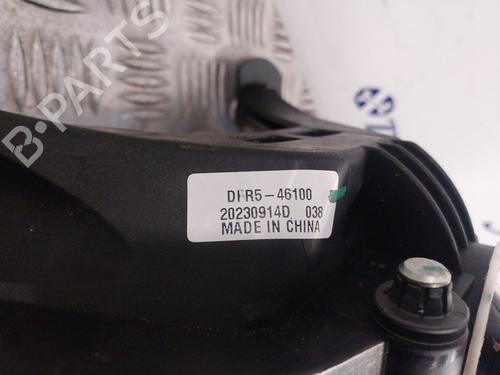 B-PARTS
DFR5-46100
20230914D 038
MADE IN CHINA